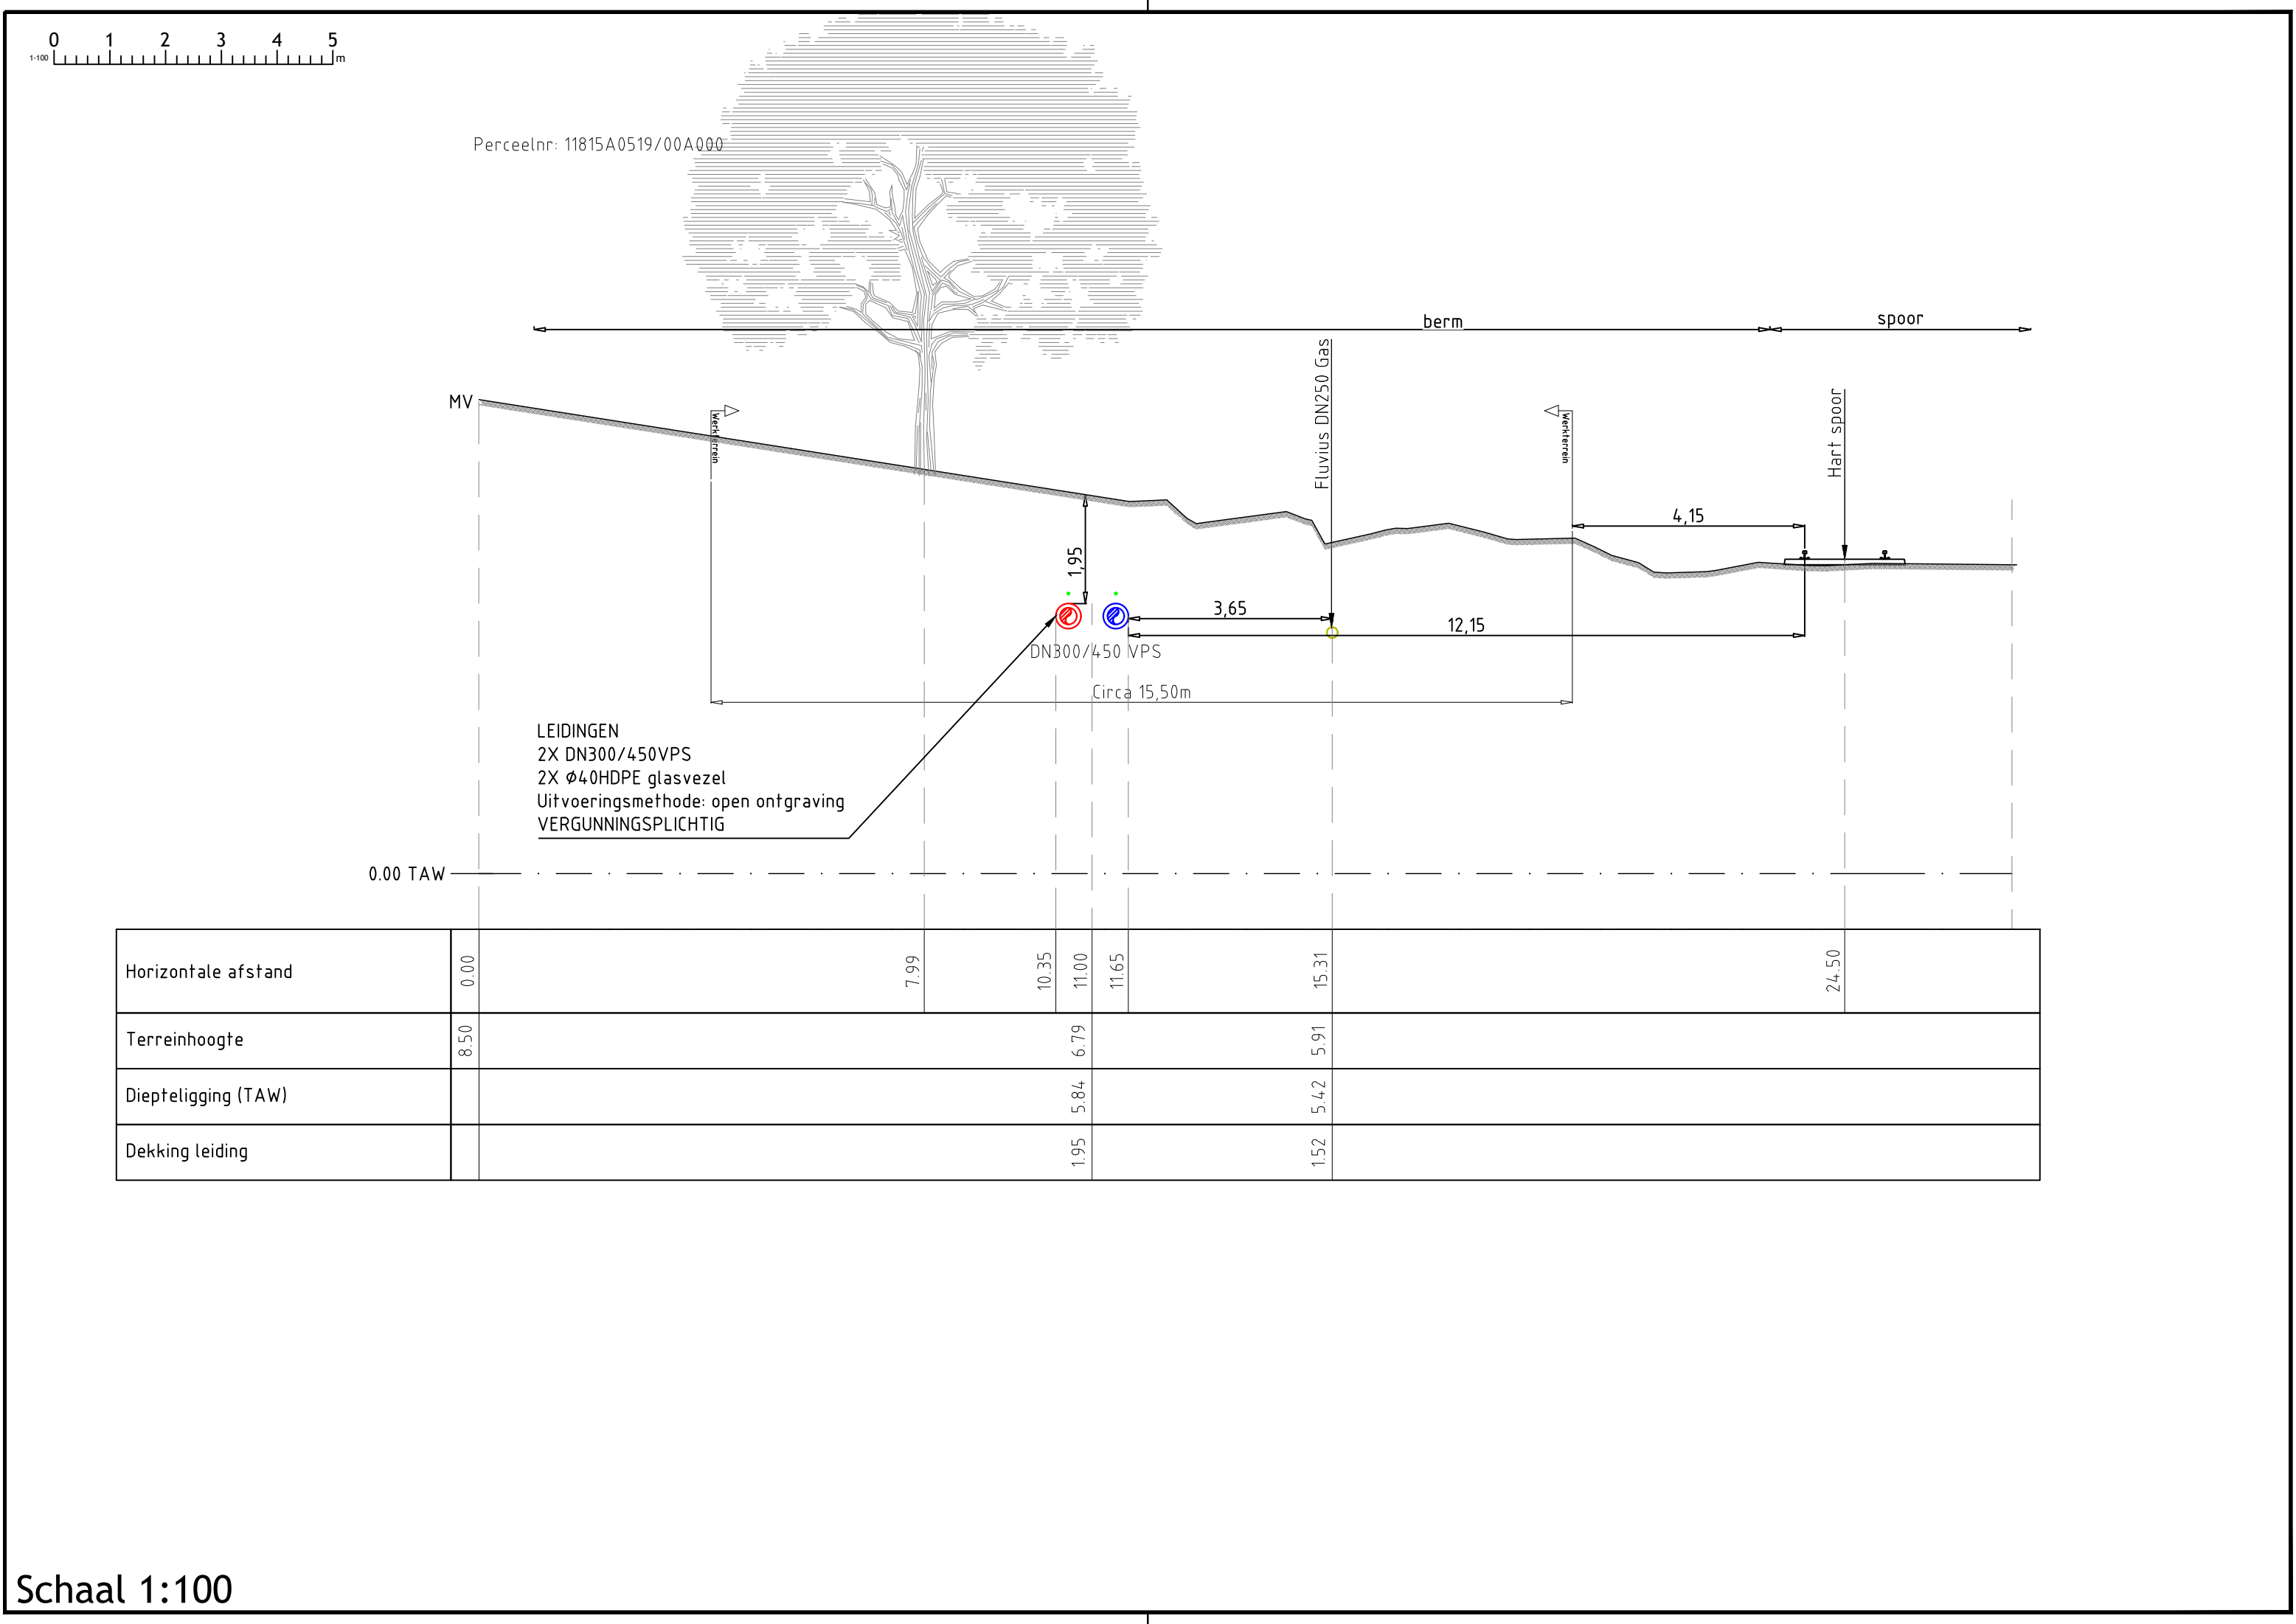 0 1 2 3 4 5
1-100 m
Perceelnr: 11815A0519/00A000
berm
spoor
Fluvius DN250 Gas
Hart spoor
MV
Werkterrein
Werkterrein
4,15
1,95
3,65
12,15
DN300/450 VPS
Circa 15,50m
LEIDINGEN
2X DN300/450VPS
2X Ø40HDPE glasvezel
Uitvoeringsmethode: open ontgraving
VERGUNNINGSPLICHTIG
0.00 TAW
Horizontale afstand 0.00 7.99 10.35 11.00 11.65 15.31 24.50
Terreinhoogte 8.50 6.79 5.91
Diepteligging (TAW) 5.84 5.42
Dekking leiding 1.95 1.52
Schaal 1:100